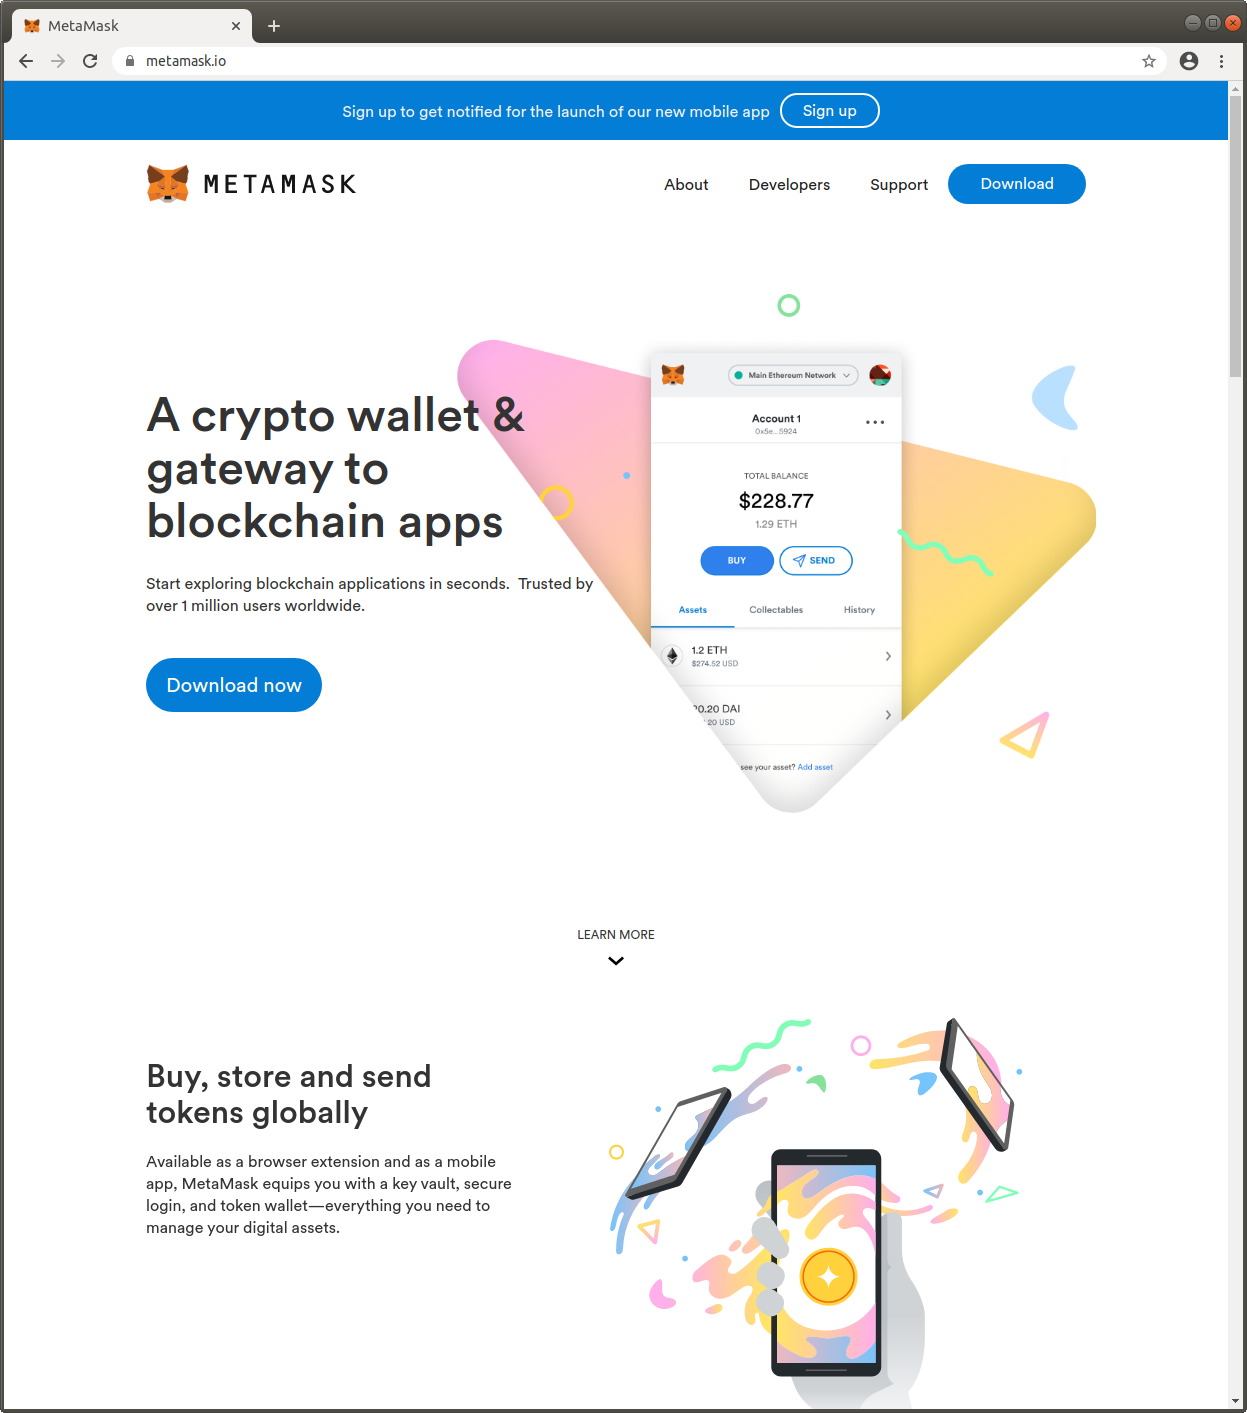 MetaMask
metamask.io
Sign up to get notified for the launch of our new mobile app
Sign up
METAMASK
About
Developers
Support
Download
A crypto wallet &
gateway to
blockchain apps
Start exploring blockchain applications in seconds.  Trusted by
over 1 million users worldwide.
Download now
Main Ethereum Network
Account 1
0x5e...5924
TOTAL BALANCE
$228.77
1.29 ETH
BUY
SEND
Assets
Collectables
History
1.2 ETH
$274.52 USD
0.20 DAI
20 USD
see your asset? Add asset
LEARN MORE
Buy, store and send
tokens globally
Available as a browser extension and as a mobile
app, MetaMask equips you with a key vault, secure
login, and token wallet—everything you need to
manage your digital assets.